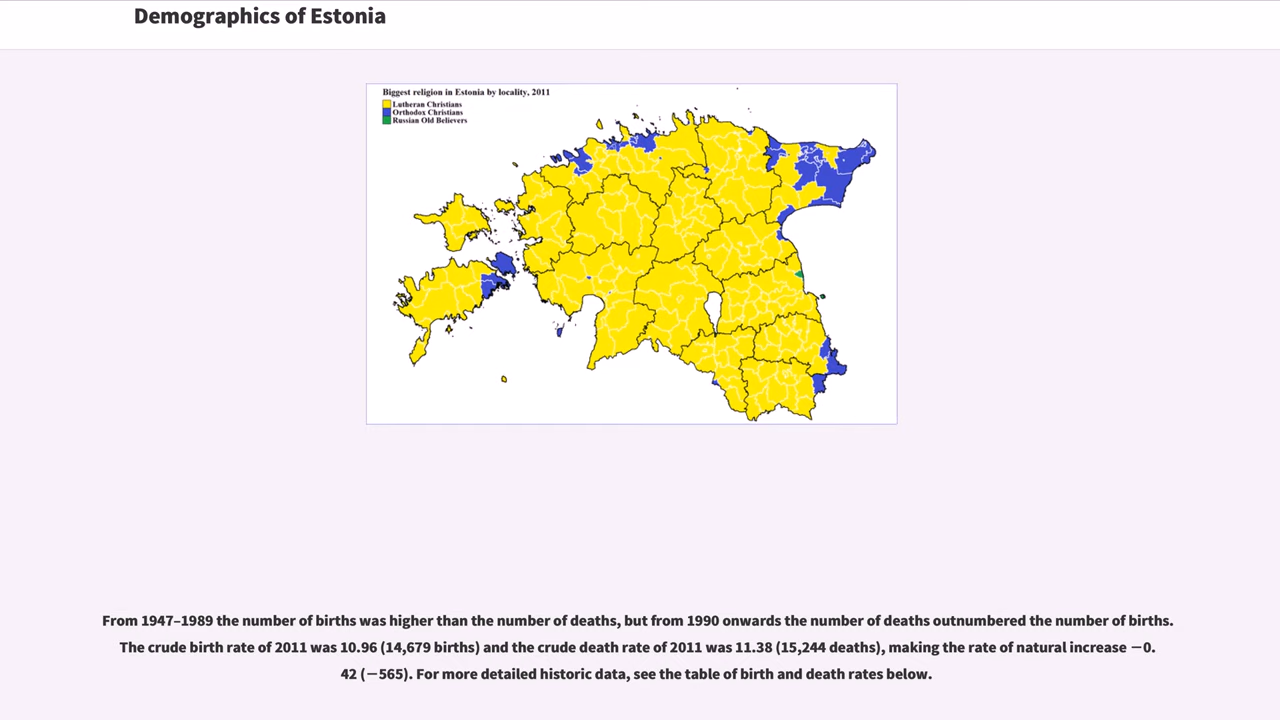 Demographics of Estonia
Biggest religion in Estonia by locality, 2011
Lutheran Christians
Orthodox Christians
Russian Old Believers
From 1947–1989 the number of births was higher than the number of deaths, but from 1990 onwards the number of deaths outnumbered the number of births.
The crude birth rate of 2011 was 10.96 (14,679 births) and the crude death rate of 2011 was 11.38 (15,244 deaths), making the rate of natural increase −0.
42 (−565). For more detailed historic data, see the table of birth and death rates below.